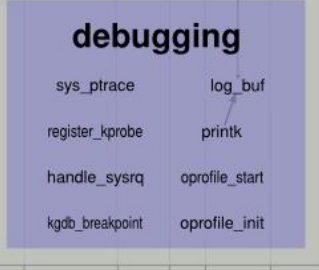 debugging
sys_ptrace log_buf
register_kprobe printk
handle_sysrq oprofile_start
kgdb_breakpoint oprofile_init